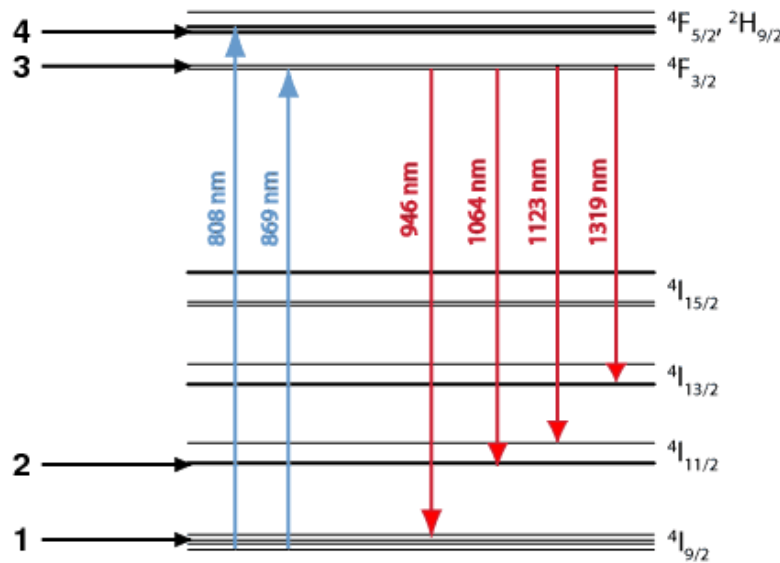 4
⁴F₅/₂, ²H₉/₂
3
⁴F₃/₂
808 nm
869 nm
946 nm
1064 nm
1123 nm
1319 nm
⁴I₁₅/₂
⁴I₁₃/₂
2
⁴I₁₁/₂
1
⁴I₉/₂